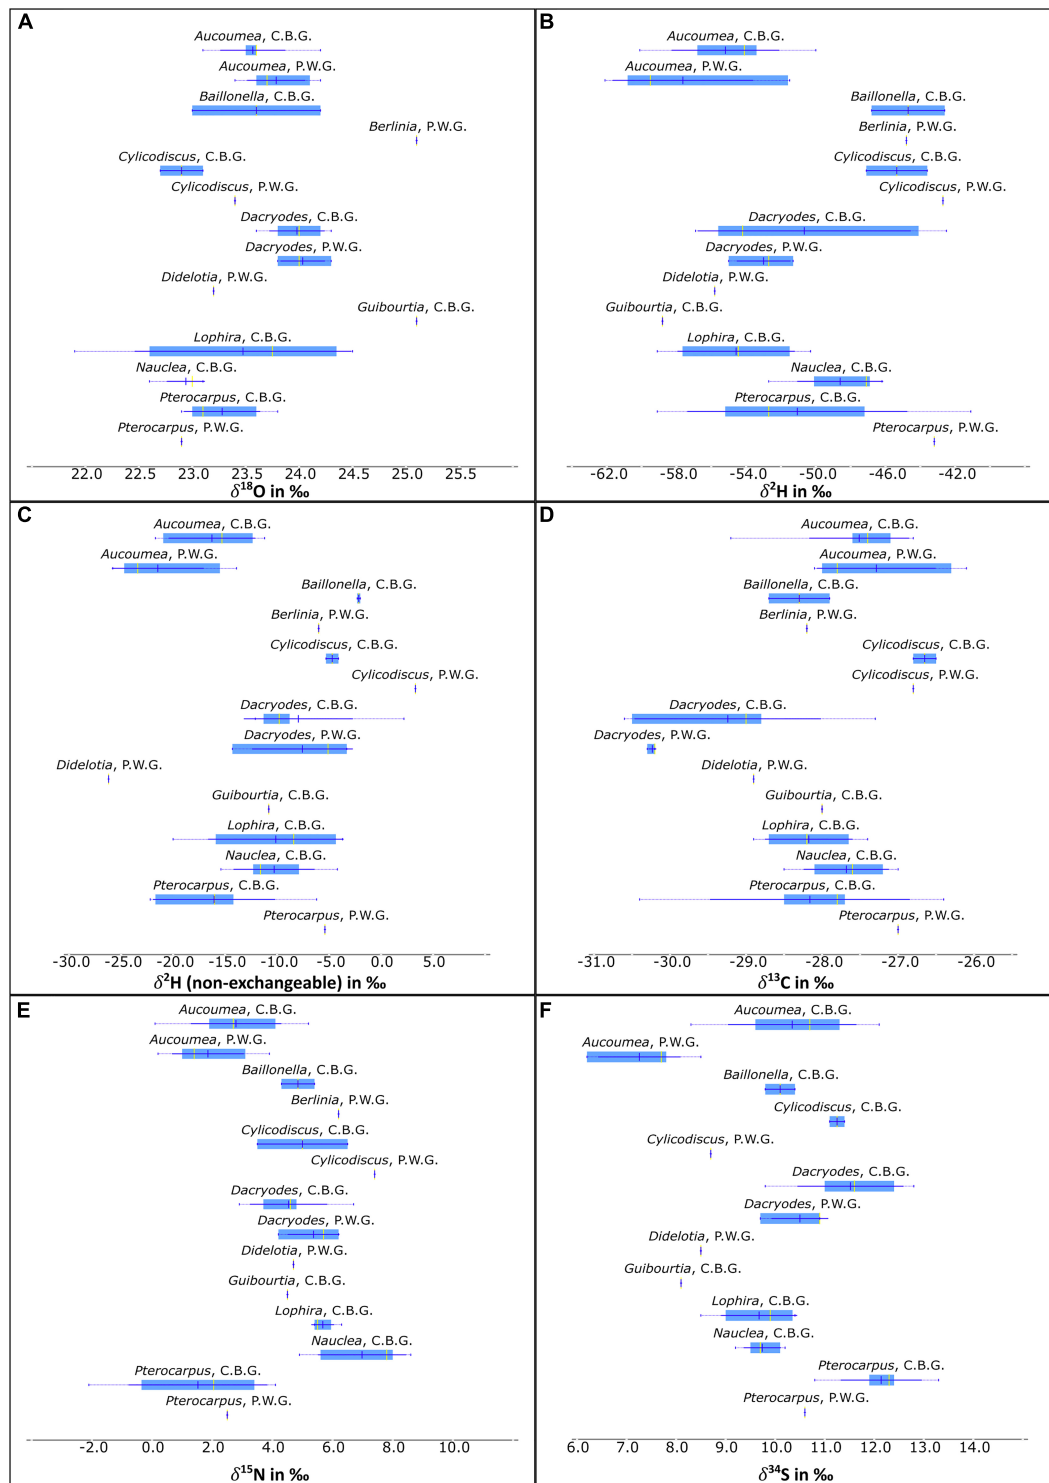 A
Aucoumea, C.B.G.
Aucoumea, P.W.G.
Baillonella, C.B.G.
Berlinia, P.W.G.
Cylicodiscus, C.B.G.
Cylicodiscus, P.W.G.
Dacryodes, C.B.G.
Dacryodes, P.W.G.
Didelotia, P.W.G.
Guibourtia, C.B.G.
Lophira, C.B.G.
Nauclea, C.B.G.
Pterocarpus, C.B.G.
Pterocarpus, P.W.G.
22.0 22.5 23.0 23.5 24.0 24.5 25.0 25.5
δ¹⁸O in ‰
B
Aucoumea, C.B.G.
Aucoumea, P.W.G.
Baillonella, C.B.G.
Berlinia, P.W.G.
Cylicodiscus, C.B.G.
Cylicodiscus, P.W.G.
Dacryodes, C.B.G.
Dacryodes, P.W.G.
Didelotia, P.W.G.
Guibourtia, C.B.G.
Lophira, C.B.G.
Nauclea, C.B.G.
Pterocarpus, C.B.G.
Pterocarpus, P.W.G.
-62.0 -58.0 -54.0 -50.0 -46.0 -42.0
δ²H in ‰
C
Aucoumea, C.B.G.
Aucoumea, P.W.G.
Baillonella, C.B.G.
Berlinia, P.W.G.
Cylicodiscus, C.B.G.
Cylicodiscus, P.W.G.
Dacryodes, C.B.G.
Dacryodes, P.W.G.
Didelotia, P.W.G.
Guibourtia, C.B.G.
Lophira, C.B.G.
Nauclea, C.B.G.
Pterocarpus, C.B.G.
Pterocarpus, P.W.G.
-30.0 -25.0 -20.0 -15.0 -10.0 -5.0 0.0 5.0
δ²H (non-exchangeable) in ‰
D
Aucoumea, C.B.G.
Aucoumea, P.W.G.
Baillonella, C.B.G.
Berlinia, P.W.G.
Cylicodiscus, C.B.G.
Cylicodiscus, P.W.G.
Dacryodes, C.B.G.
Dacryodes, P.W.G.
Didelotia, P.W.G.
Guibourtia, C.B.G.
Lophira, C.B.G.
Nauclea, C.B.G.
Pterocarpus, C.B.G.
Pterocarpus, P.W.G.
-31.0 -30.0 -29.0 -28.0 -27.0 -26.0
δ¹³C in ‰
E
Aucoumea, C.B.G.
Aucoumea, P.W.G.
Baillonella, C.B.G.
Berlinia, P.W.G.
Cylicodiscus, C.B.G.
Cylicodiscus, P.W.G.
Dacryodes, C.B.G.
Dacryodes, P.W.G.
Didelotia, P.W.G.
Guibourtia, C.B.G.
Lophira, C.B.G.
Nauclea, C.B.G.
Pterocarpus, C.B.G.
Pterocarpus, P.W.G.
-2.0 0.0 2.0 4.0 6.0 8.0 10.0
δ¹⁵N in ‰
F
Aucoumea, C.B.G.
Aucoumea, P.W.G.
Baillonella, C.B.G.
Cylicodiscus, C.B.G.
Cylicodiscus, P.W.G.
Dacryodes, C.B.G.
Dacryodes, P.W.G.
Didelotia, P.W.G.
Guibourtia, C.B.G.
Lophira, C.B.G.
Nauclea, C.B.G.
Pterocarpus, C.B.G.
Pterocarpus, P.W.G.
6.0 7.0 8.0 9.0 10.0 11.0 12.0 13.0 14.0
δ³⁴S in ‰